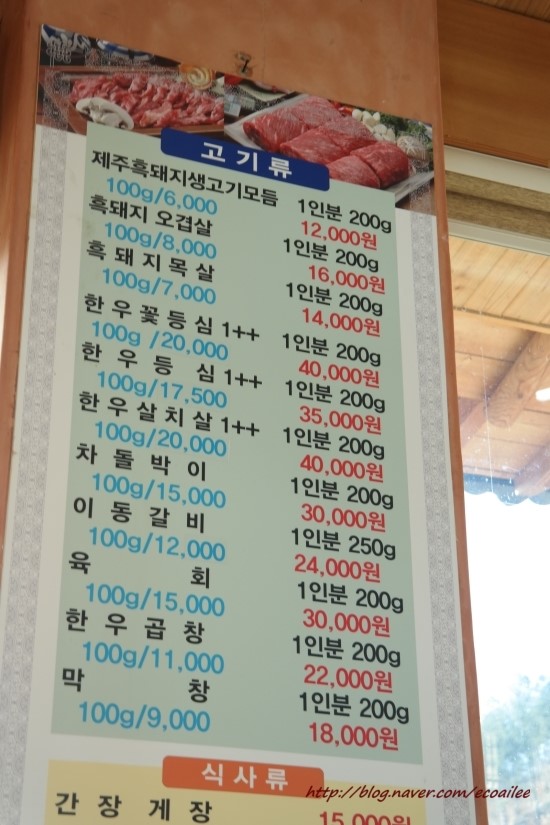 고기류
제주흑돼지생고기모듬 1인분 200g
100g/6,000 12,000원
흑돼지 오겹살 1인분 200g
100g/8,000 16,000원
흑돼지목살 1인분 200g
100g/7,000 14,000원
한우꽃등심 1++ 1인분 200g
100g /20,000 40,000원
한우등심 1++ 1인분 200g
100g/17,500 35,000원
한우살치살 1++ 1인분 200g
100g/20,000 40,000원
차돌박이 1인분 200g
100g/15,000 30,000원
이동갈비 1인분 250g
100g/12,000 24,000원
육회 1인분 200g
100g/15,000 30,000원
한우곱창 1인분 200g
100g/11,000 22,000원
막창 1인분 200g
100g/9,000 18,000원
식사류
http://blog.naver.com/ecoailee
간장게장 15,000원